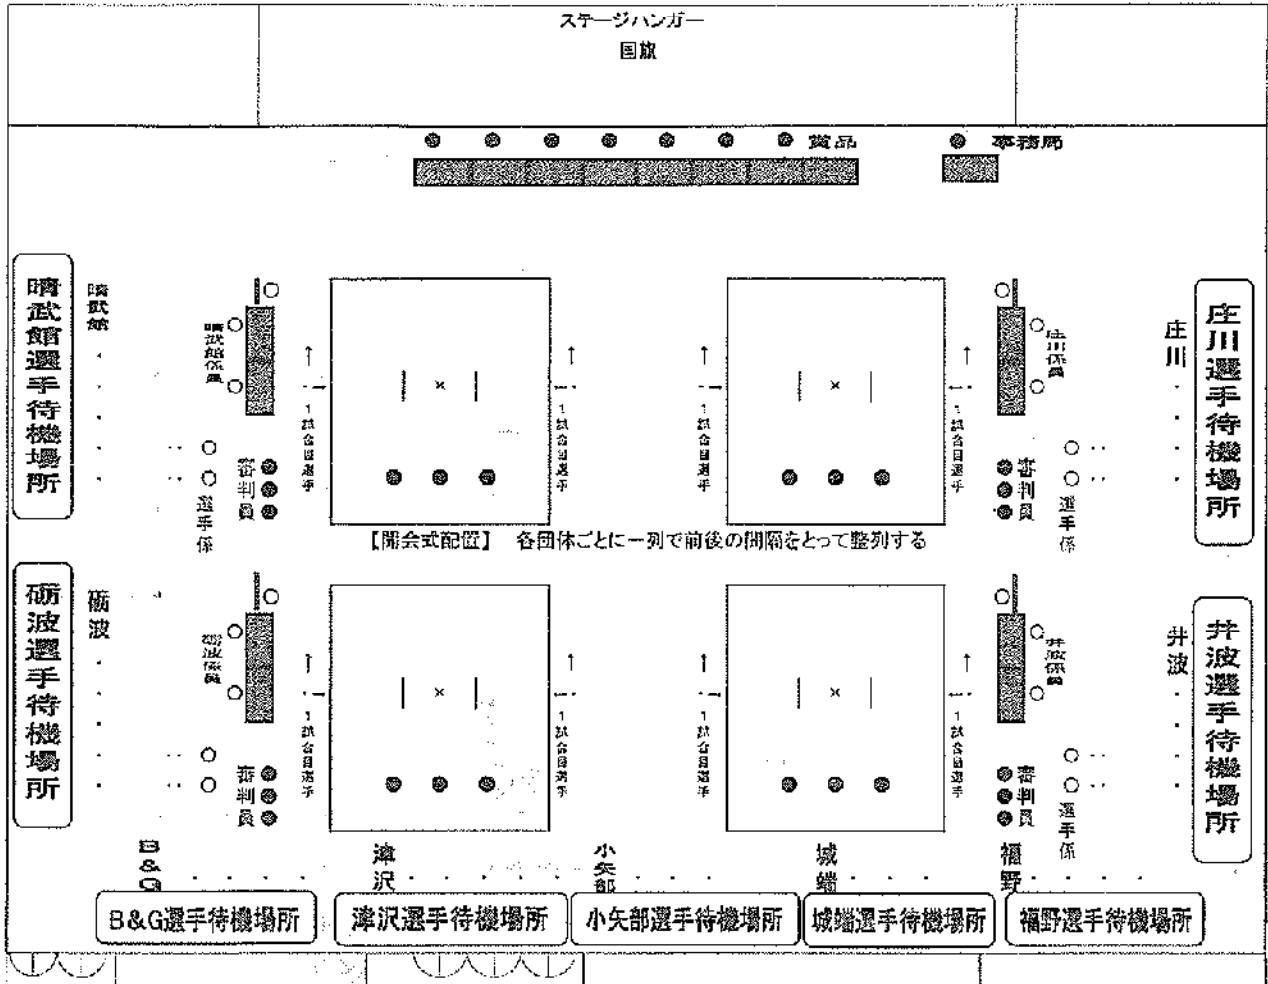 ステージハンガー
国旗
賞品
事務局
晴武館選手待機場所
晴武館
晴武館係員
審判員
選手係
1試合目選手
1試合目選手
1試合目選手
1試合目選手
庄川係員
審判員
選手係
庄川
庄川選手待機場所
【開会式配置】　各団体ごとに一列で前後の間隔をとって整列する
砺波選手待機場所
砺波
砺波係員
審判員
1試合目選手
1試合目選手
1試合目選手
1試合目選手
井波係員
審判員
選手係
井波
井波選手待機場所
B&G
津沢
小矢部
城端
福野
B&G選手待機場所
津沢選手待機場所
小矢部選手待機場所
城端選手待機場所
福野選手待機場所